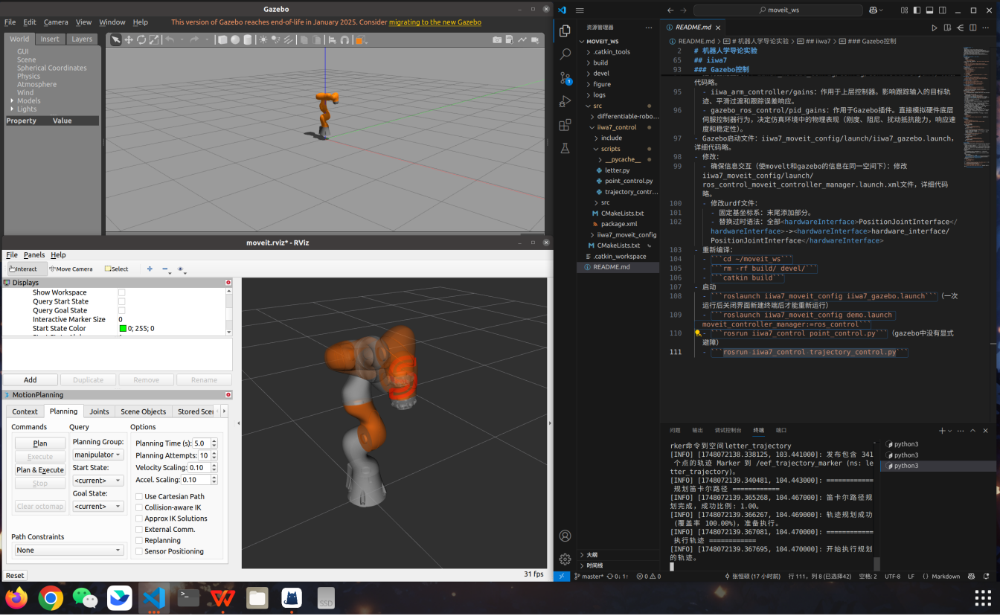 Gazebo
File Edit Camera View Window Help
This version of Gazebo reaches end-of-life in January 2025. Consider migrating to the new Gazebo
World Insert Layers
GUI
Scene
Spherical Coordinates
Physics
Atmosphere
Wind
Models
Lights
Property Value
moveit.rviz* - RViz
File Panels Help
Interact Move Camera Select
Displays
Show Workspace
Query Start State
Query Goal State
Interactive Marker Size 0
Start State Color 0; 255; 0
Add Duplicate Remove Rename
MotionPlanning
Context Planning Joints Scene Objects Stored Scen
Commands Query Options
Plan
Execute
Plan & Execute
Stop
Clear octomap
Planning Group:
manipulator
Start State:
<current>
Goal State:
<current>
Planning Time (s): 5.0
Planning Attempts: 10
Velocity Scaling: 0.10
Accel. Scaling: 0.10
Use Cartesian Path
Collision-aware IK
Approx IK Solutions
External Comm.
Replanning
Sensor Positioning
Path Constraints
None
Reset
31 fps
moveit_ws
资源管理器
MOVEIT_WS
.catkin_tools
build
devel
figure
logs
src
differentiable-robo...
iiwa7_control
include
scripts
__pycache__
letter.py
point_control.py
trajectory_contr...
src
CMakeLists.txt
package.xml
iiwa7_moveit_config
CMakeLists.txt
.catkin_workspace
README.md
大纲
时间线
README.md
README.md > # 机器人学导论实验 > ## iiwa7 > ### Gazebo控制
2 # 机器人学导论实验
65 ## iiwa7
93 ### Gazebo控制
代码略。
95 - iiwa_arm_controller/gains：作用于上层控制器。影响跟踪输入的目标轨
迹、平滑过渡和跟踪误差响应。
96 - gazebo_ros_control/pid_gains：作用于Gazebo插件。直接模拟硬件底层
伺服控制器行为，决定仿真环境中的物理表现（刚度、阻尼、扰动抵抗能力，响应速
度和稳定性）。
97 - Gazebo启动文件：iiwa7_moveit_config/launch/iiwa7_gazebo.launch，
详细代码略。
98 - 修改：
99 - 确保信息交互（使moveIt和gazebo的信息在同一空间下）：修改
iiwa7_moveit_config/launch/
ros_control_moveit_controller_manager.launch.xml文件，详细代码
略。
100 - 修改urdf文件：
101 - 固定基坐标系：末尾添加部分。
102 - 替换过时语法：全部<hardwareInterface>PositionJointInterface</
hardwareInterface>-><hardwareInterface>hardware_interface/
PositionJointInterface</hardwareInterface>
103 - 重新编译：
104 - ```cd ~/moveit_ws```
105 - ```rm -rf build/ devel/```
106 - ```catkin build```
107 - 启动
108 - ```roslaunch iiwa7_moveit_config iiwa7_gazebo.launch```（一次
运行后关闭界面新建终端后才能重新运行）
109 - ```roslaunch iiwa7_moveit_config demo.launch
moveit_controller_manager:=ros_control```
110 - ```rosrun iiwa7_control point_control.py```（gazebo中没有显式
避障）
111 - ```rosrun iiwa7_control trajectory_control.py```
问题 输出 调试控制台 终端 端口
rker命令到空间letter_trajectory
[INFO] [1748072138.338125, 103.441000]: 发布包含 341
个点的轨迹 Marker 到 /eef_trajectory_marker (ns: le
tter_trajectory)。
[INFO] [1748072139.340481, 104.443000]: ============
规划笛卡尔路径 ============
[INFO] [1748072139.365268, 104.467000]: 笛卡尔路径规
划完成，成功比例: 1.00。
[INFO] [1748072139.366267, 104.469000]: 轨迹规划成功
(覆盖率 100.00%)，准备执行。
[INFO] [1748072139.367081, 104.470000]: ============
执行轨迹 ============
[INFO] [1748072139.367695, 104.470000]: 开始执行规划
的轨迹。
python3
python3
python3
master* 0↓ 1↑ 0 0 张恒硕 (17 小时前) 行 111，列 8 (已选择42) 空格: 2 UTF-8 LF Markdown
SSD